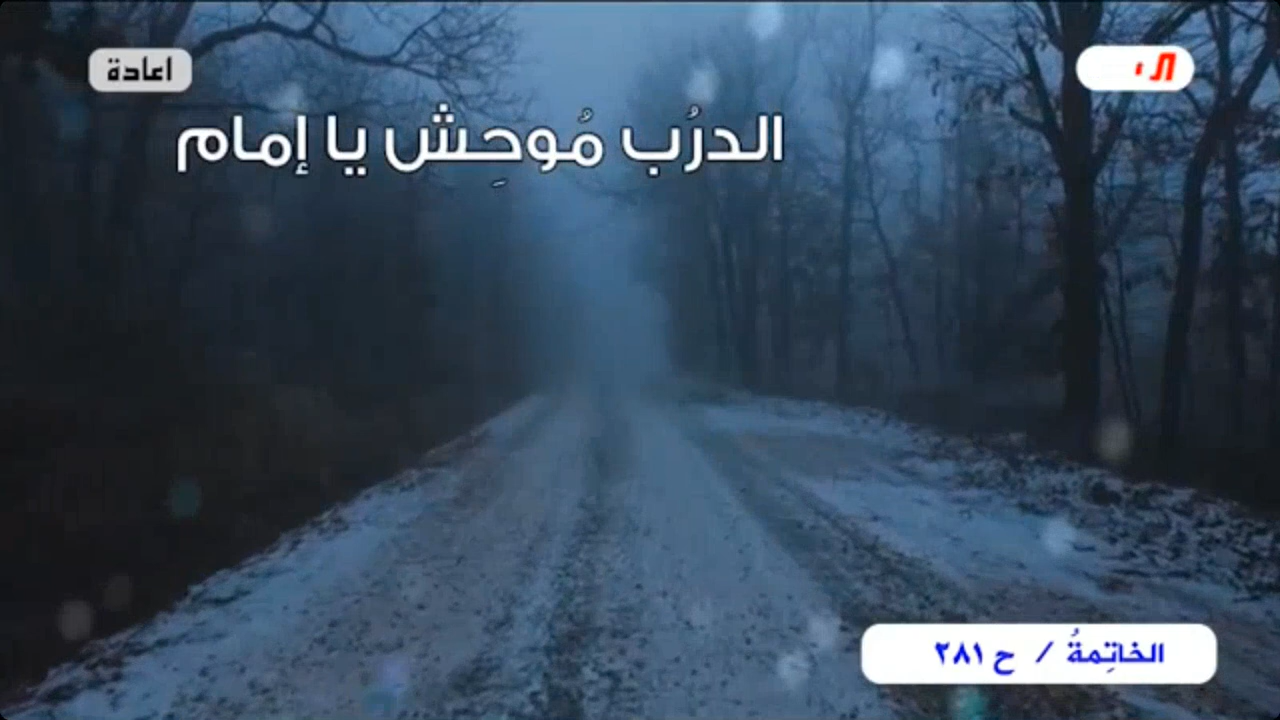 اعادة
الدرُب مُوحِش يا إمام
الخاتِمةُ / ح ٢٨١